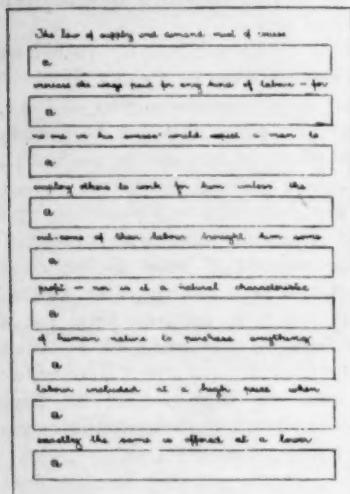 The law of supply and demand must of course
a
increase the wage paid for any kind of labour – for
a
no one in his senses would expect a man to
a
employ others to work for him unless the
a
out-come of their labour brought him some
a
profit – nor is it a natural characteristic
a
of human nature to purchase anything
a
labour included at a high price when
a
exactley the same is offered at a lower
a